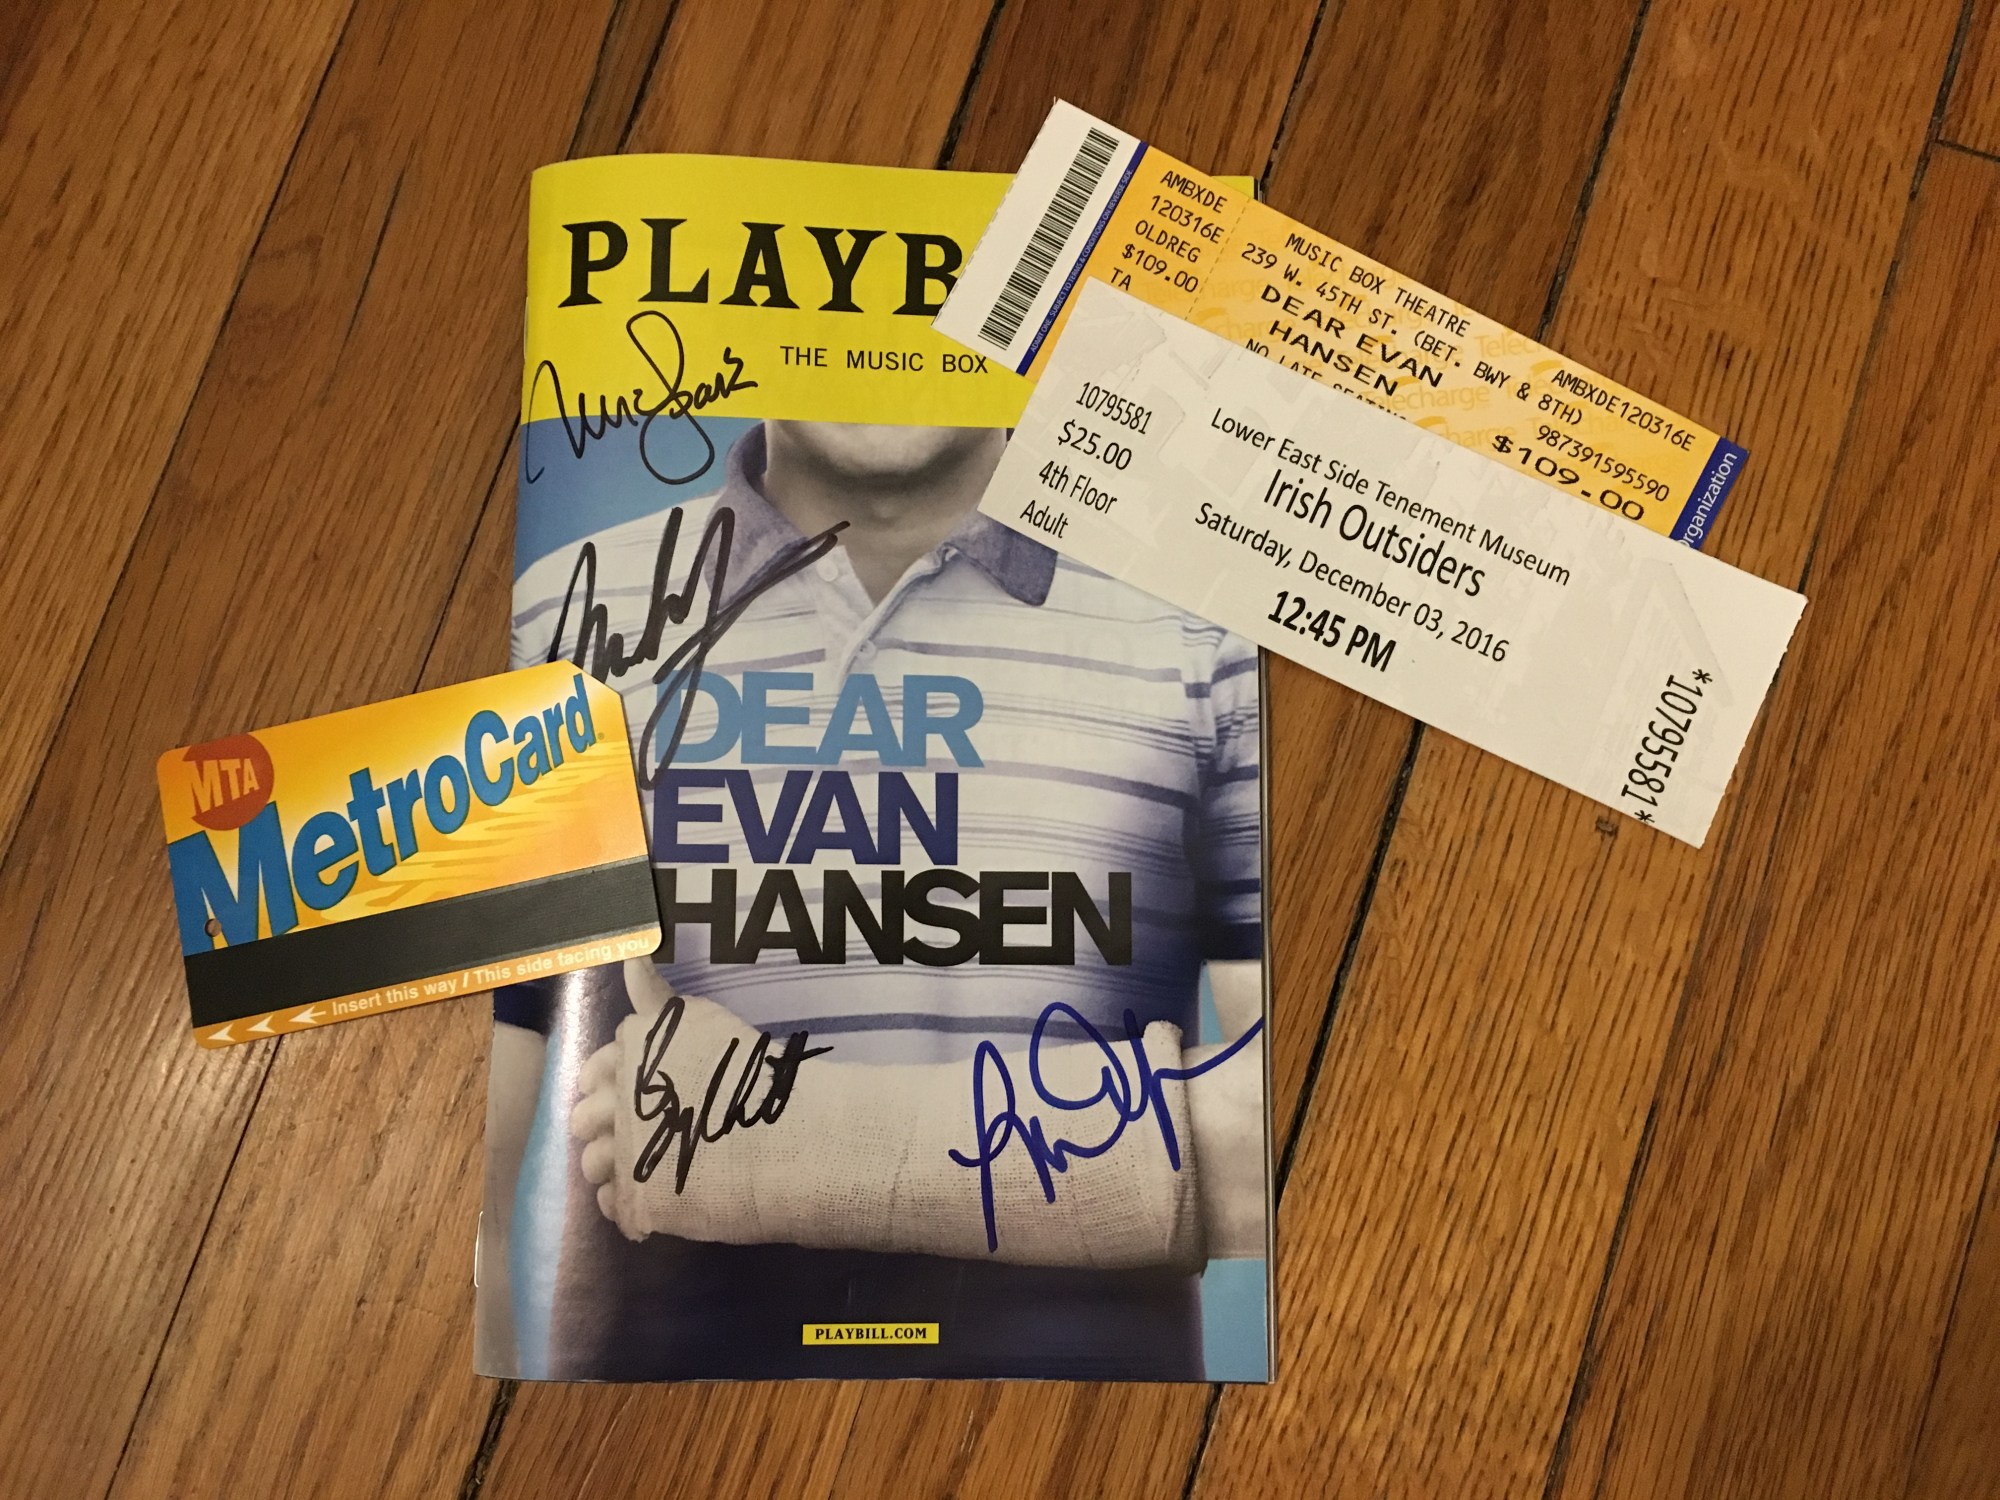 PLAYB
THE MUSIC BOX
DEAR
EVAN
HANSEN
PLAYBILL.COM
MTA
MetroCard
Insert this way / This side facing you
AMBXDE
120316E
OLDREG
$109.00
TA
MUSIC BOX THEATRE
239 W. 45TH ST. (BET. BWY & 8TH)
DEAR EVAN
HANSEN
NO LATE
AMBXDE120316E
987391595590
$109.00
10795581
$25.00
4th Floor
Adult
Lower East Side Tenement Museum
Irish Outsiders
Saturday, December 03, 2016
12:45 PM
*10795581*